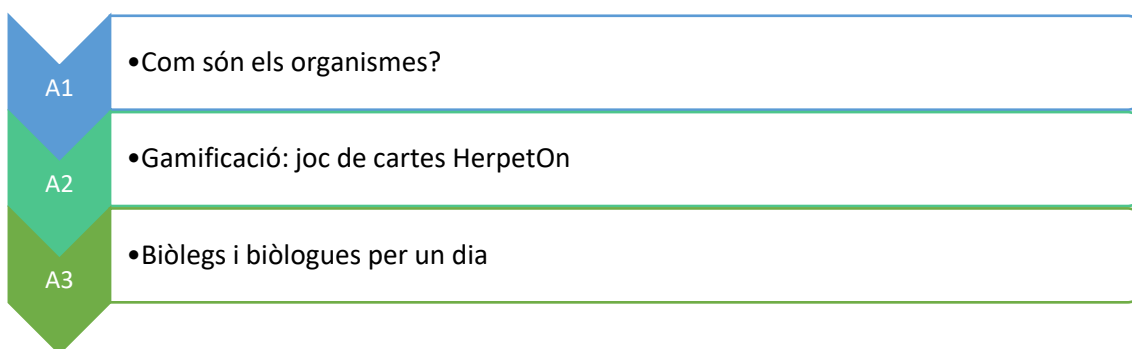 A1
•Com són els organismes?
A2
•Gamificació: joc de cartes HerpetOn
A3
•Biòlegs i biòlogues per un dia